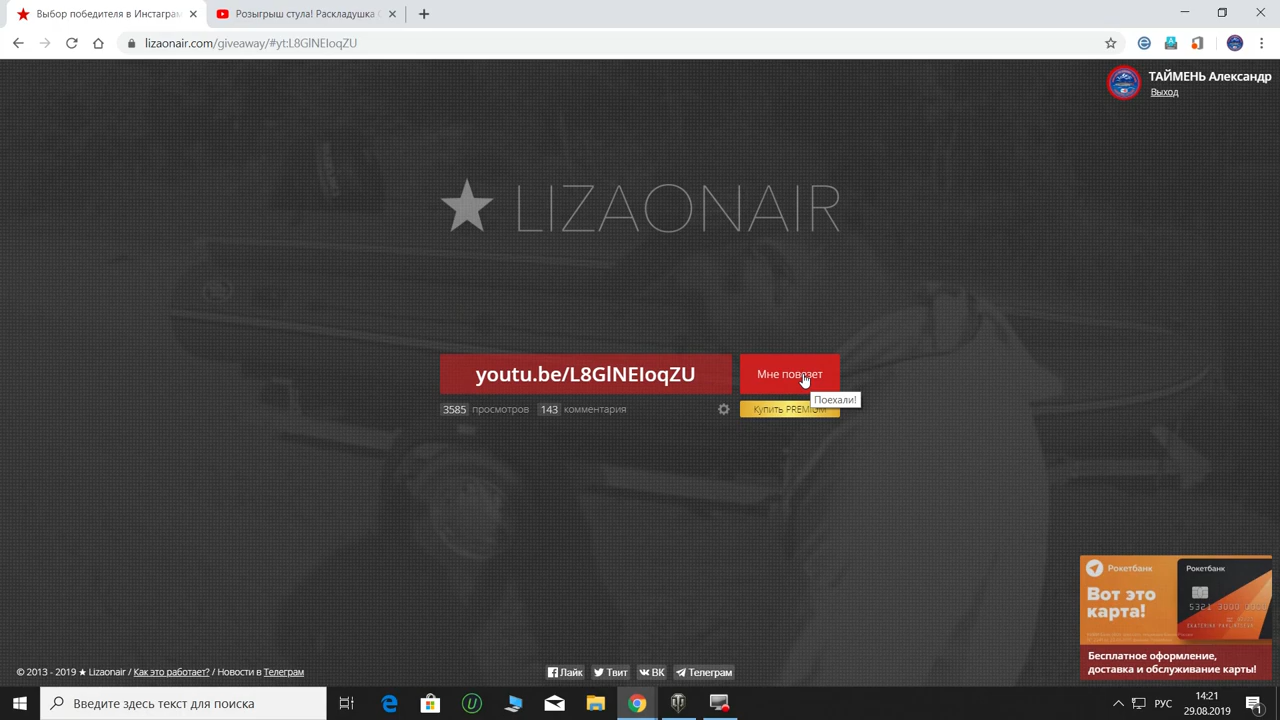 Выбор победителя в Инстаграм
Розыгрыш стула! Раскладушка
lizaonair.com/giveaway/#yt:L8GlNEIoqZU
ТАЙМЕНЬ Александр
Выход
★ LIZAONAIR
youtu.be/L8GlNEIoqZU
Мне повезет
Поехали!
3585 просмотров 143 комментария
Купить PREMIUM
Рокетбанк
Рокетбанк
Вот это
карта!
5321 3000
Бесплатное оформление,
доставка и обслуживание карты!
© 2013 - 2019 ★ Lizaonair / Как это работает? / Новости в Телеграм
Лайк Твит ВК Телеграм
Введите здесь текст для поиска
РУС
14:21
29.08.2019
1